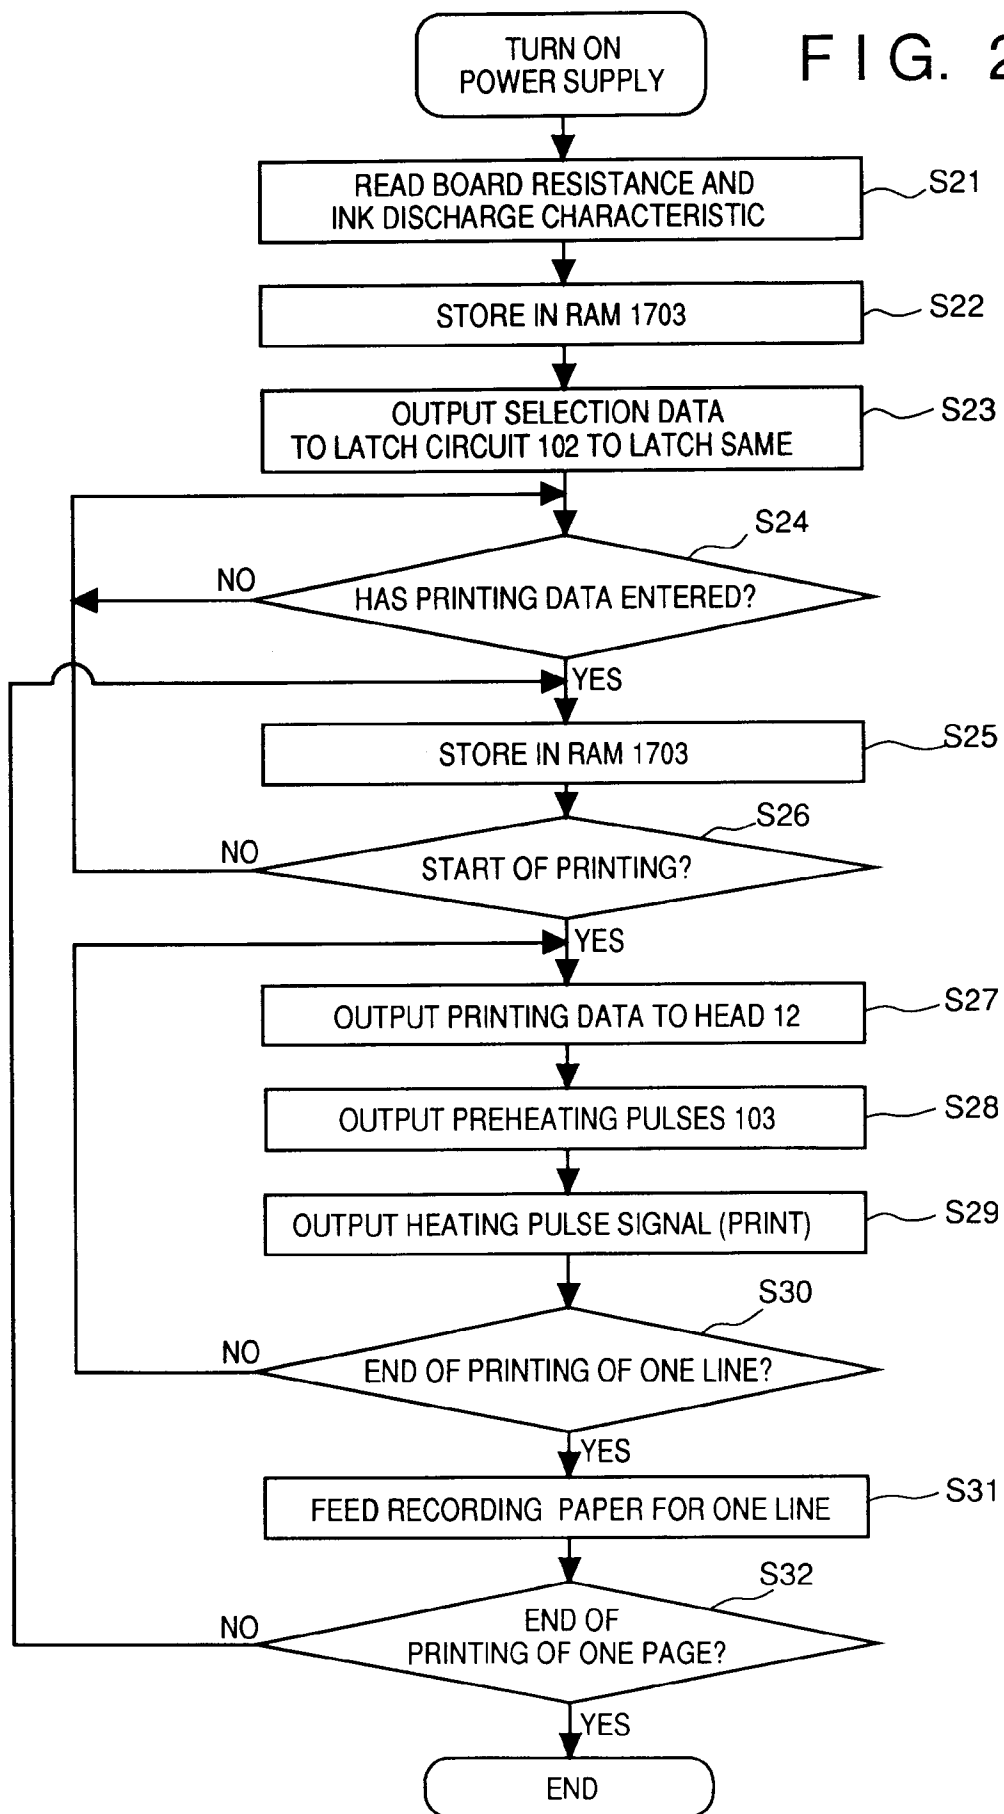 FIG. 2
TURN ON
POWER SUPPLY
READ BOARD RESISTANCE AND
INK DISCHARGE CHARACTERISTIC
S21
STORE IN RAM 1703
S22
OUTPUT SELECTION DATA
TO LATCH CIRCUIT 102 TO LATCH SAME
S23
S24
NO
HAS PRINTING DATA ENTERED?
YES
STORE IN RAM 1703
S25
S26
NO
START OF PRINTING?
YES
OUTPUT PRINTING DATA TO HEAD 12
S27
OUTPUT PREHEATING PULSES 103
S28
OUTPUT HEATING PULSE SIGNAL (PRINT)
S29
S30
NO
END OF PRINTING OF ONE LINE?
YES
FEED RECORDING PAPER FOR ONE LINE
S31
S32
NO
END OF
PRINTING OF ONE PAGE?
YES
END